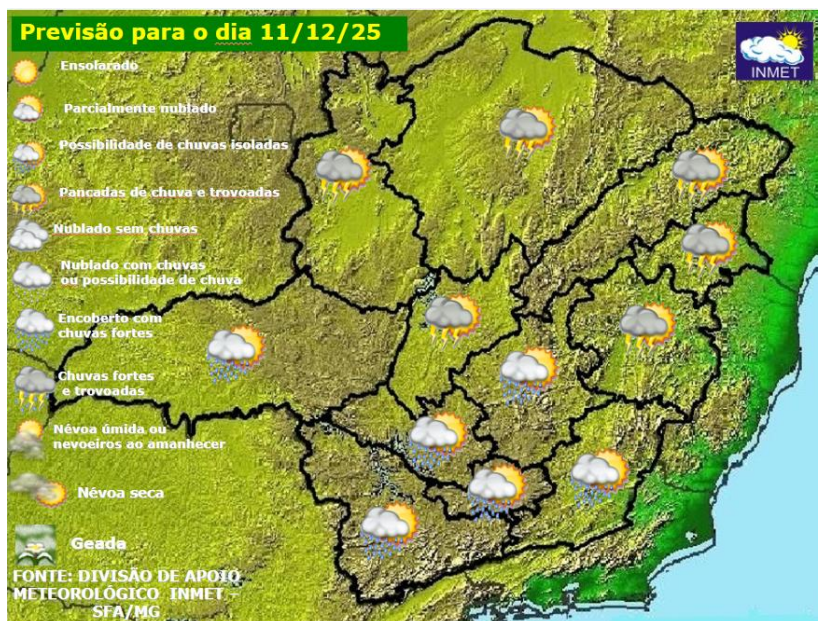 Previsão para o dia 11/12/25
INMET
Ensolarado
Parcialmente nublado
Possibilidade de chuvas isoladas
Pancadas de chuva e trovoadas
Nublado sem chuvas
Nublado com chuvas
ou possibilidade de chuva
Encoberto com
chuvas fortes
Chuvas fortes
e trovoadas
Névoa úmida ou
nevoeiros ao amanhecer
Névoa seca
Geada
FONTE: DIVISÃO DE APOIO
METEOROLÓGICO INMET -
SFA/MG